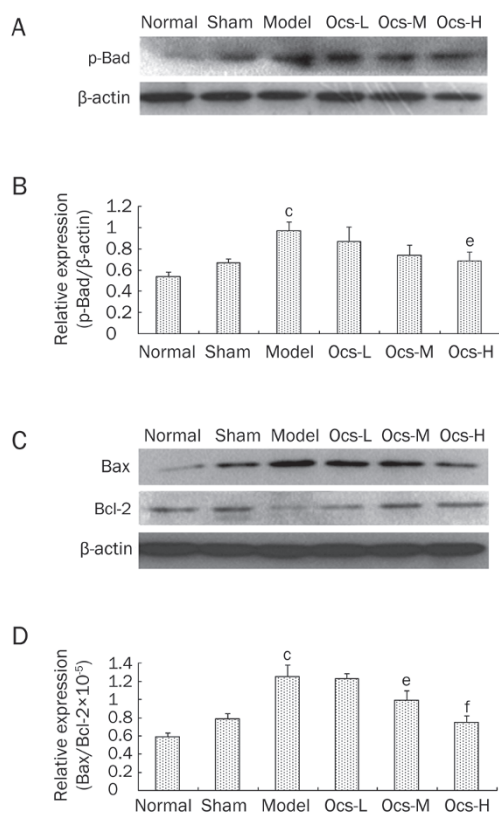 A
Normal Sham Model Ocs-L Ocs-M Ocs-H
p-Bad
β-actin
B
Relative expression
(p-Bad/β-actin)
1.2
1
0.8
0.6
0.4
0.2
0
c
e
Normal Sham Model Ocs-L Ocs-M Ocs-H
C
Normal Sham Model Ocs-L Ocs-M Ocs-H
Bax
Bcl-2
β-actin
D
Relative expression
(Bax/Bcl-2×10⁻⁵)
1.4
1.2
1
0.8
0.6
0.4
0.2
0
c
e
f
Normal Sham Model Ocs-L Ocs-M Ocs-H